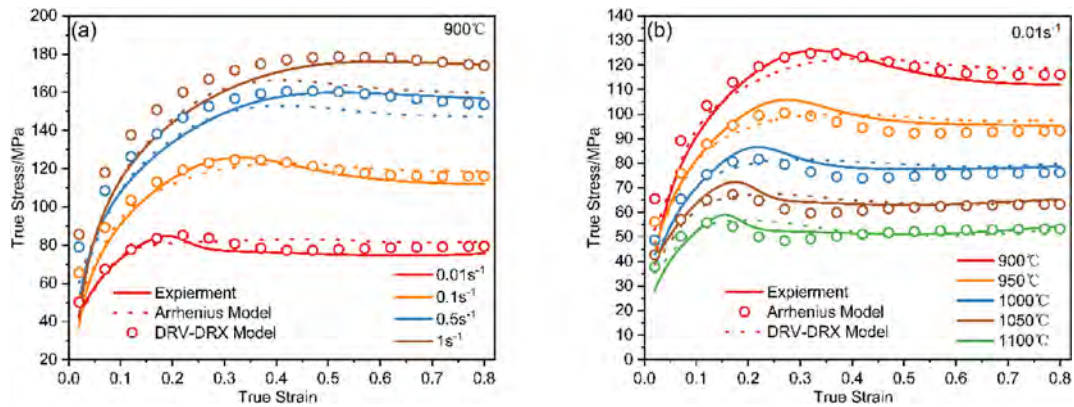 (a)
900℃
True Stress/MPa
200
180
160
140
120
100
80
60
40
20
Expierment
Arrhenius Model
DRV-DRX Model
0.01s⁻¹
0.1s⁻¹
0.5s⁻¹
1s⁻¹
0.0 0.1 0.2 0.3 0.4 0.5 0.6 0.7 0.8
True Strain
(b)
0.01s⁻¹
True Stress/MPa
140
130
120
110
100
90
80
70
60
50
40
30
20
10
0
Expierment
Arrhenius Model
DRV-DRX Model
900℃
950℃
1000℃
1050℃
1100℃
0.0 0.1 0.2 0.3 0.4 0.5 0.6 0.7 0.8
True Strain